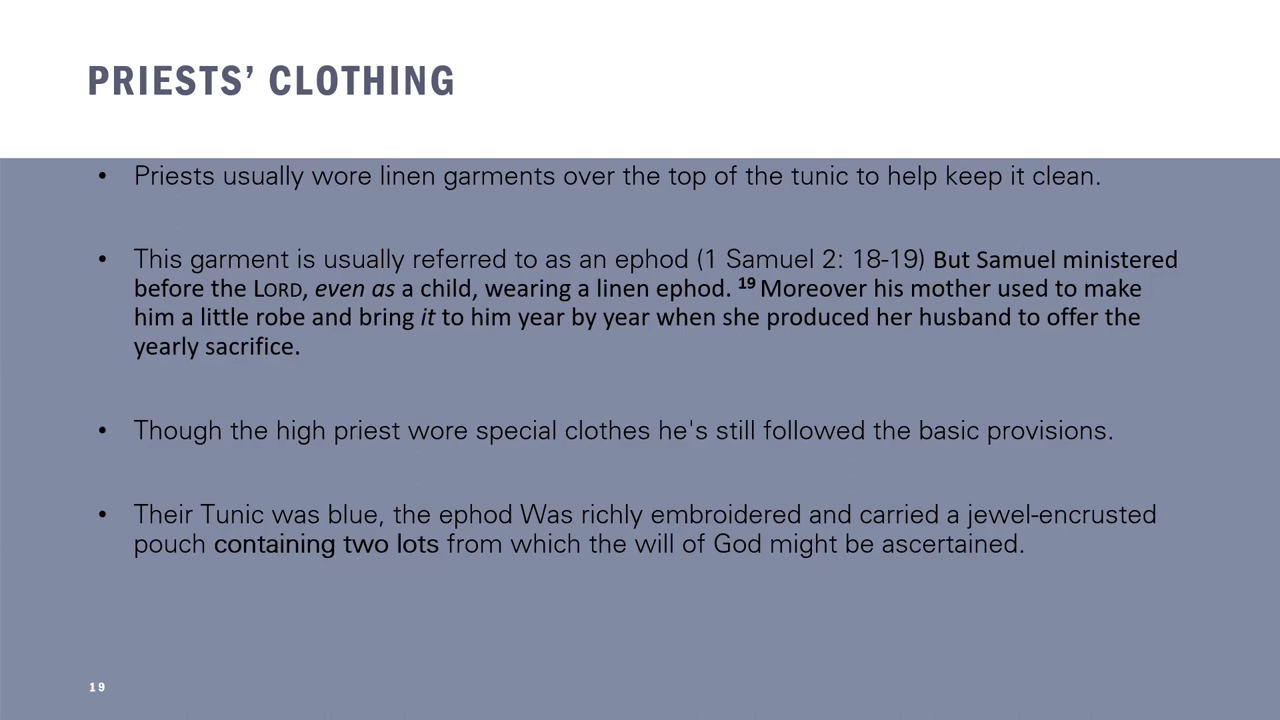 PRIESTS’ CLOTHING
• Priests usually wore linen garments over the top of the tunic to help keep it clean.
• This garment is usually referred to as an ephod (1 Samuel 2: 18-19) But Samuel ministered
before the LORD, even as a child, wearing a linen ephod. 19 Moreover his mother used to make
him a little robe and bring it to him year by year when she produced her husband to offer the
yearly sacrifice.
• Though the high priest wore special clothes he's still followed the basic provisions.
• Their Tunic was blue, the ephod Was richly embroidered and carried a jewel-encrusted
pouch containing two lots from which the will of God might be ascertained.
19